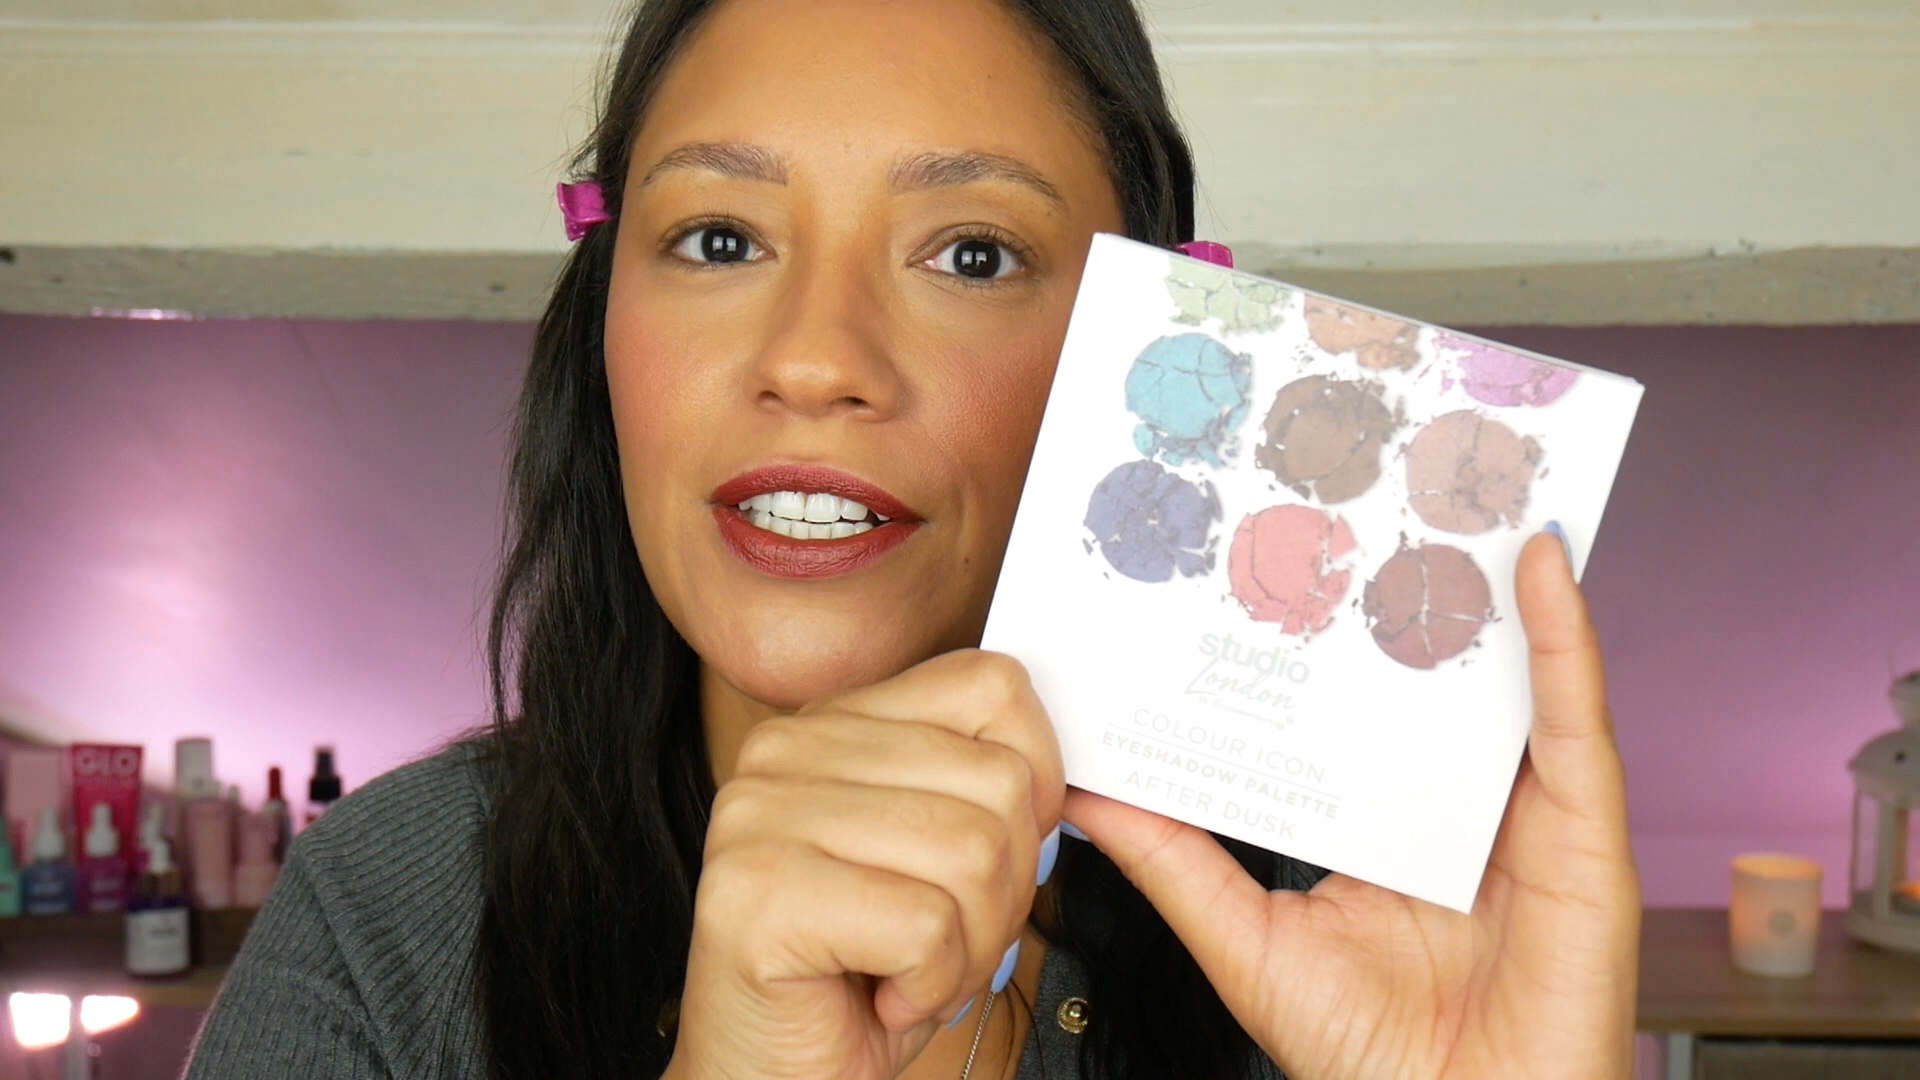 GLO
studio
London
COLOUR ICON
EYESHADOW PALETTE
AFTER DUSK